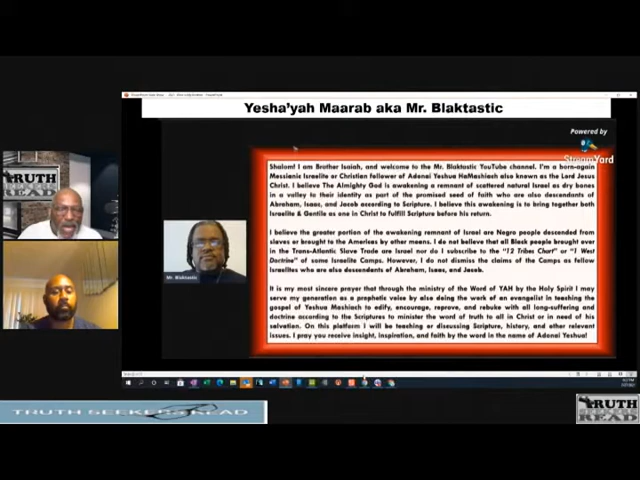 Yesha'yah Maarab aka Mr. Blaktastic
Powered by
StreamYard
Shalom! I am Brother Isaiah, and welcome to the Mr. Blaktastic YouTube channel. I'm a born-again
Messianic Israelite or Christian follower of Adonai Yeshua HaMashiach also known as the Lord Jesus
Christ. I believe The Almighty God is awakening a remnant of scattered natural Israel as dry bones
in a valley to their identity as part of the promised seed of faith who are also descendants of
Abraham, Isaac, and Jacob according to Scripture. I believe this awakening is to bring together both
Israelite & Gentile as one in Christ to fulfill Scripture before his return.
I believe the greater portion of the awakening remnant of Israel are Negro people descended from
slaves or brought to the Americas by other means. I do not believe that all Black people brought over
in the Trans-Atlantic Slave Trade are Israel nor do I subscribe to the "12 Tribes Chart" or "1 West
Doctrine" of some Israelite Camps. However, I do not dismiss the claims of the Camps as fellow
Israelites who are also descendants of Abraham, Isaac, and Jacob.
It is my most sincere prayer that through the ministry of the Word of YAH by the Holy Spirit I may
serve my generation as a prophetic voice by also doing the work of an evangelist in teaching the
gospel of Yeshua Mashiach to edify, encourage, reprove, and rebuke with all long-suffering and
doctrine according to the Scriptures to minister the word of truth to all in Christ or in need of his
salvation. On this platform I will be teaching or discussing Scripture, history, and other relevant
issues. I pray you receive insight, inspiration, and faith by the word in the name of Adonai Yeshua!
Mr. Blaktastic
RUTH
READ
TRUTH SEEKERS READ
TRUTH
READ